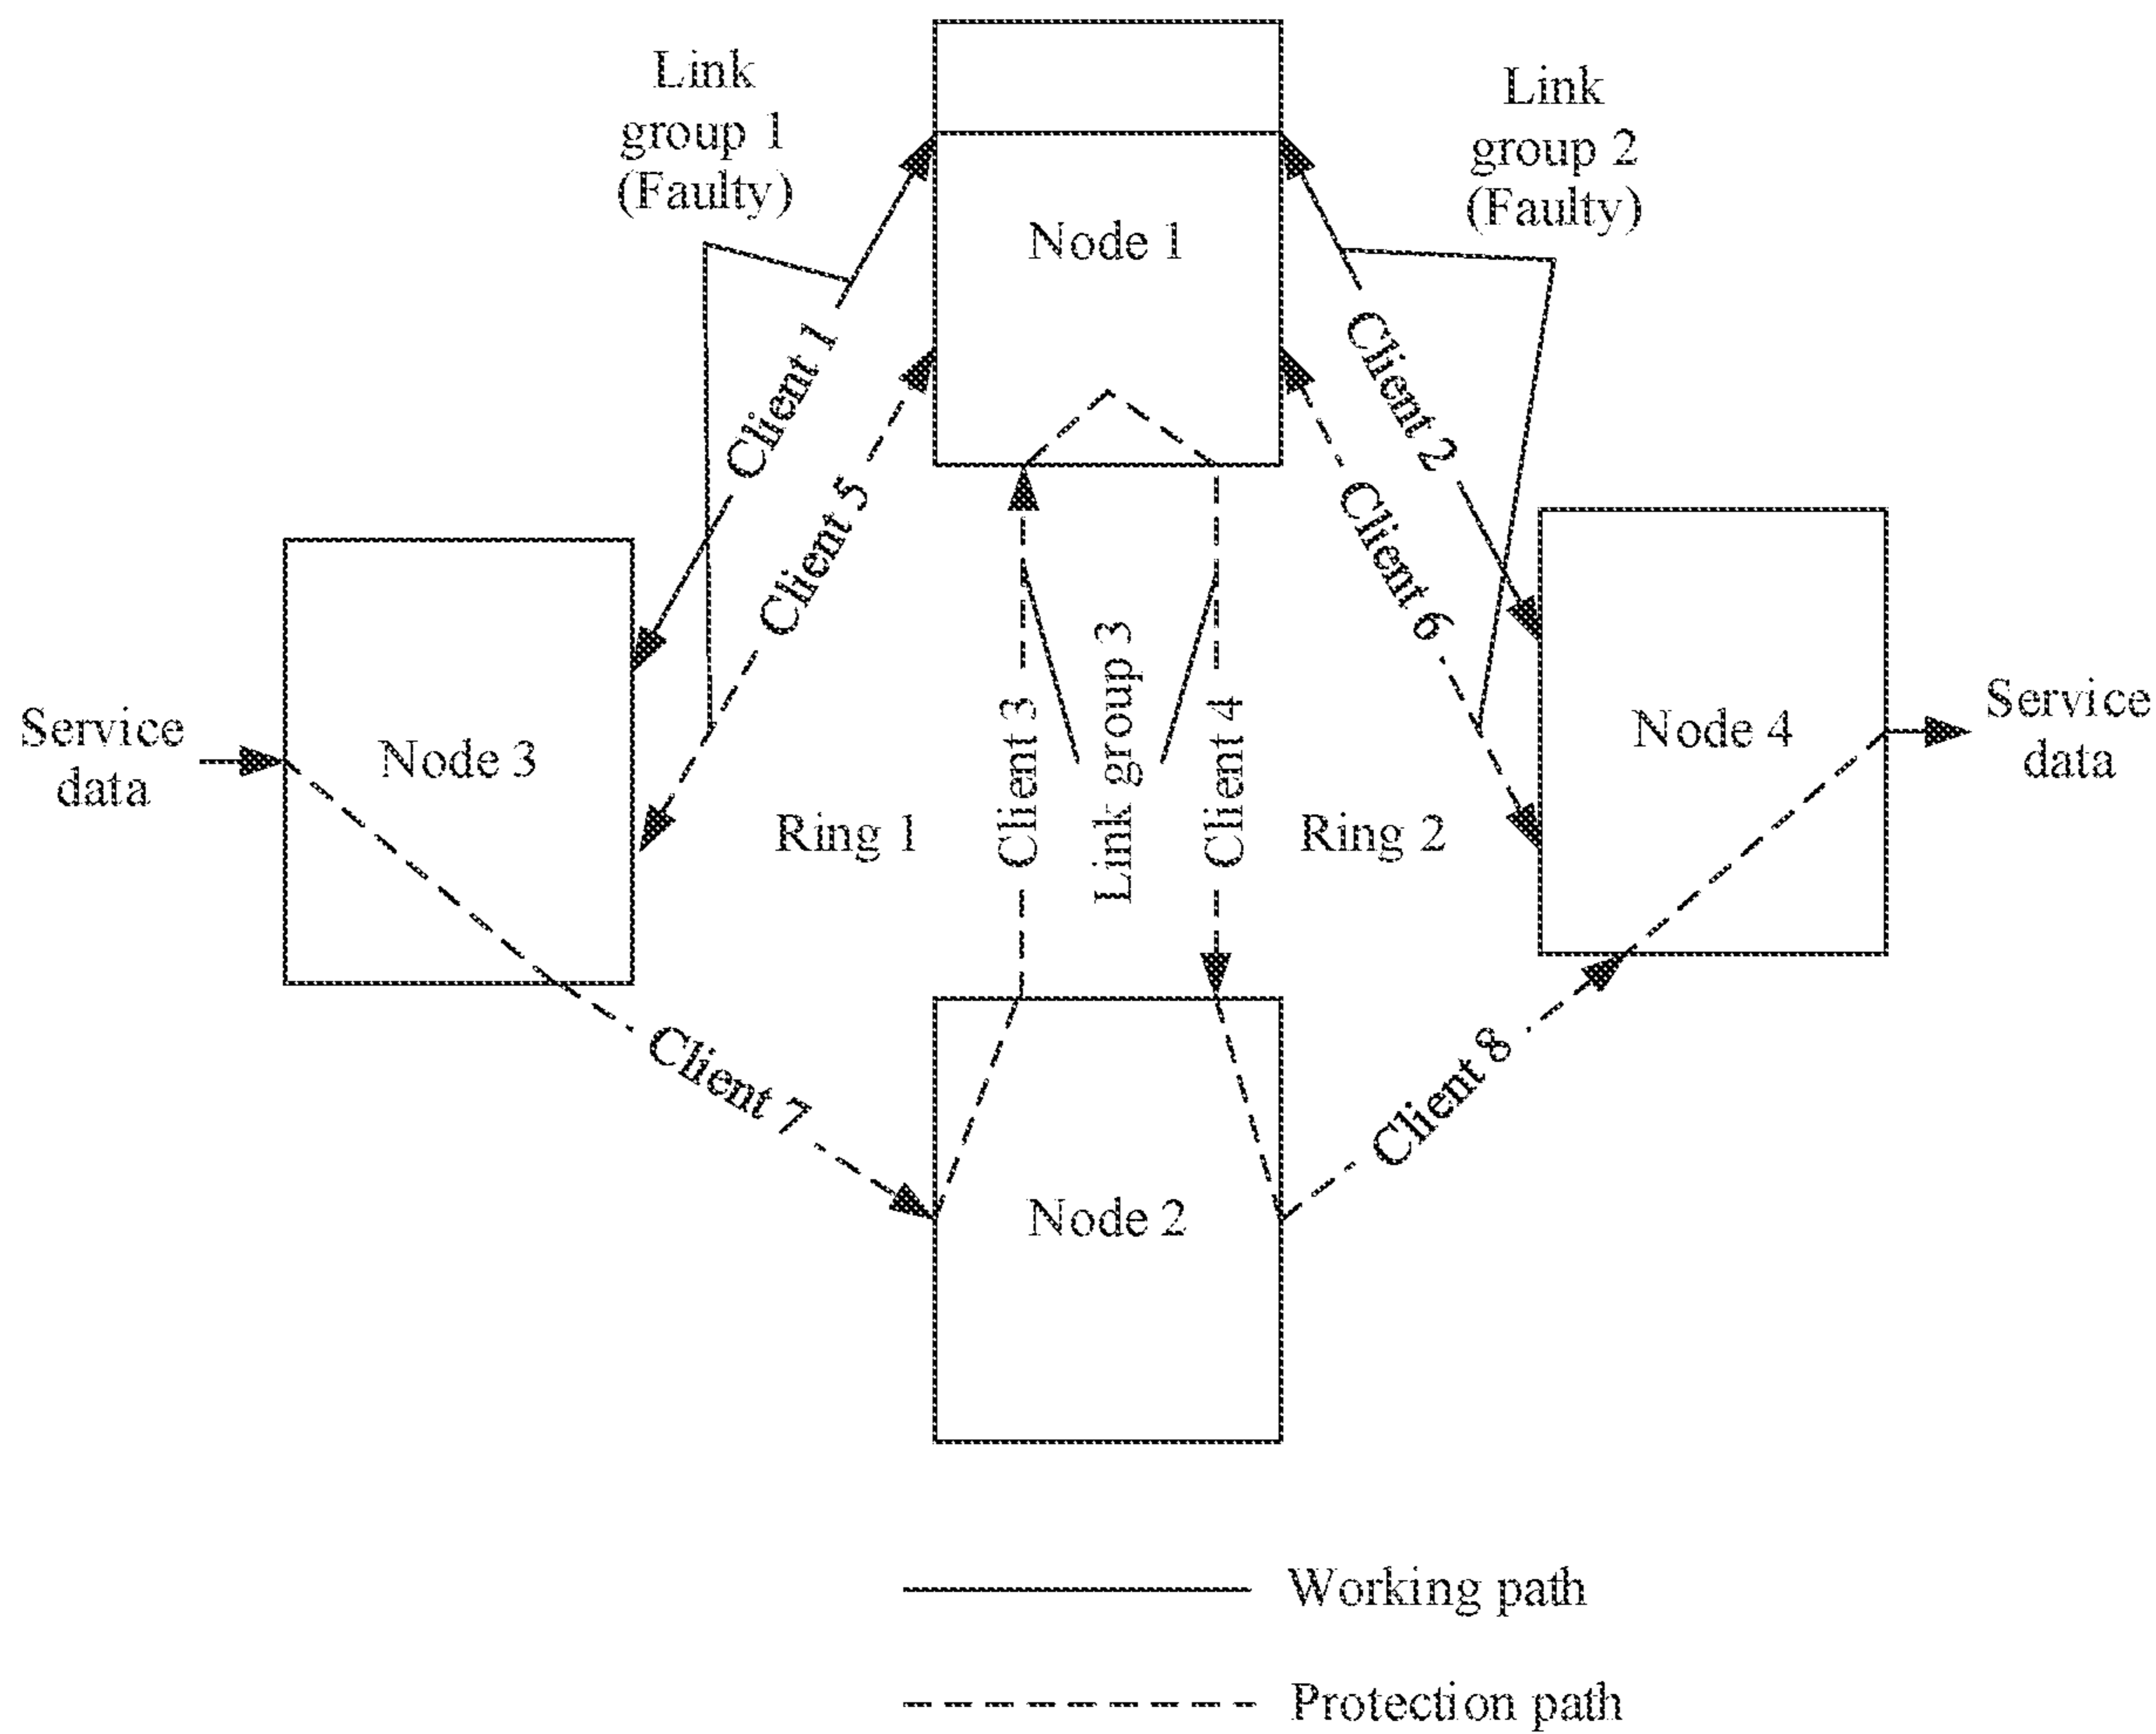 Link
group 1
(Faulty)
Link
group 2
(Faulty)
Node 1
Client 1
Client 2
Client 5
Client 6
Service
data
Node 3
Client 3
Link group 3
Client 4
Node 4
Service
data
Ring 1
Ring 2
Client 7
Client 8
Node 2
Working path
Protection path